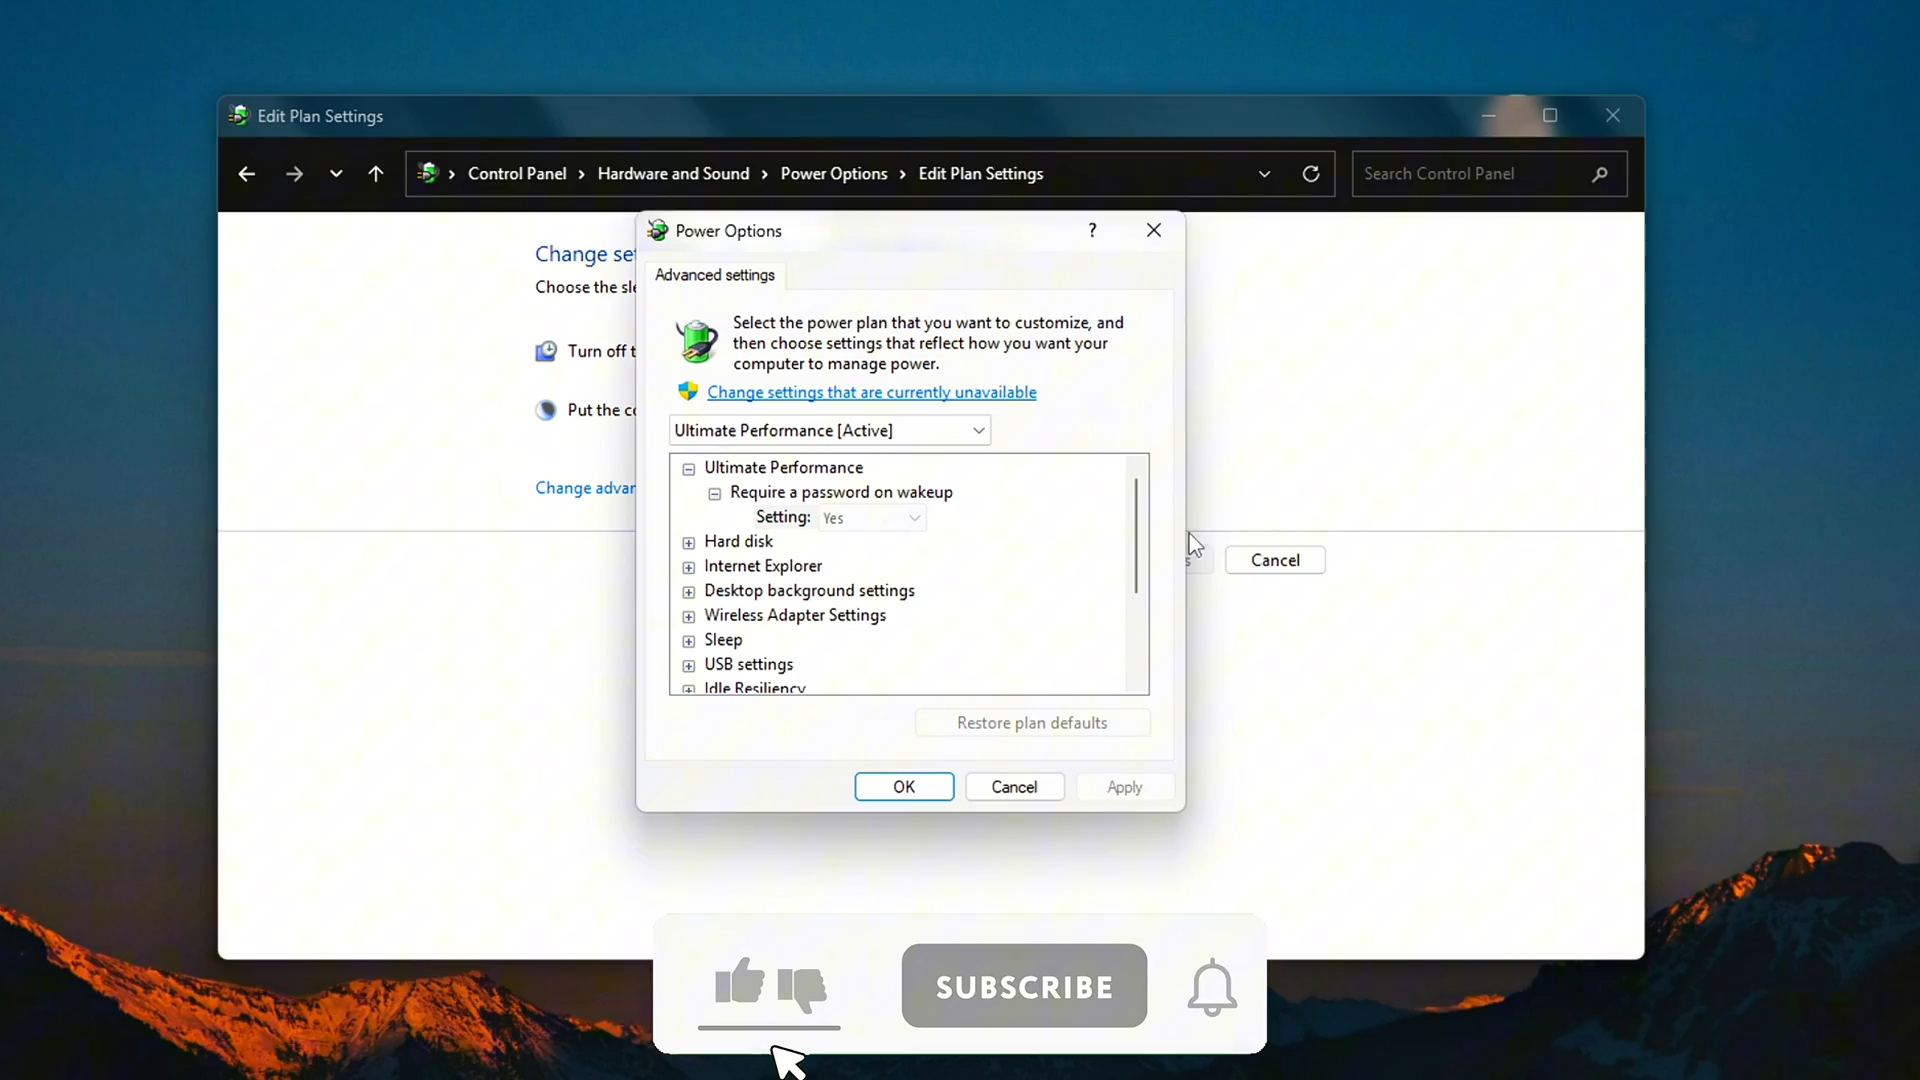 Edit Plan Settings
Control Panel > Hardware and Sound > Power Options > Edit Plan Settings
Search Control Panel
Change se
Choose the sle
Turn off t
Put the co
Change advar
Power Options
?
Advanced settings
Select the power plan that you want to customize, and
then choose settings that reflect how you want your
computer to manage power.
Change settings that are currently unavailable
Ultimate Performance [Active]
Ultimate Performance
Require a password on wakeup
Setting: Yes
Hard disk
Internet Explorer
Desktop background settings
Wireless Adapter Settings
Sleep
USB settings
Idle Resiliency
Restore plan defaults
OK
Cancel
Apply
s
Cancel
SUBSCRIBE